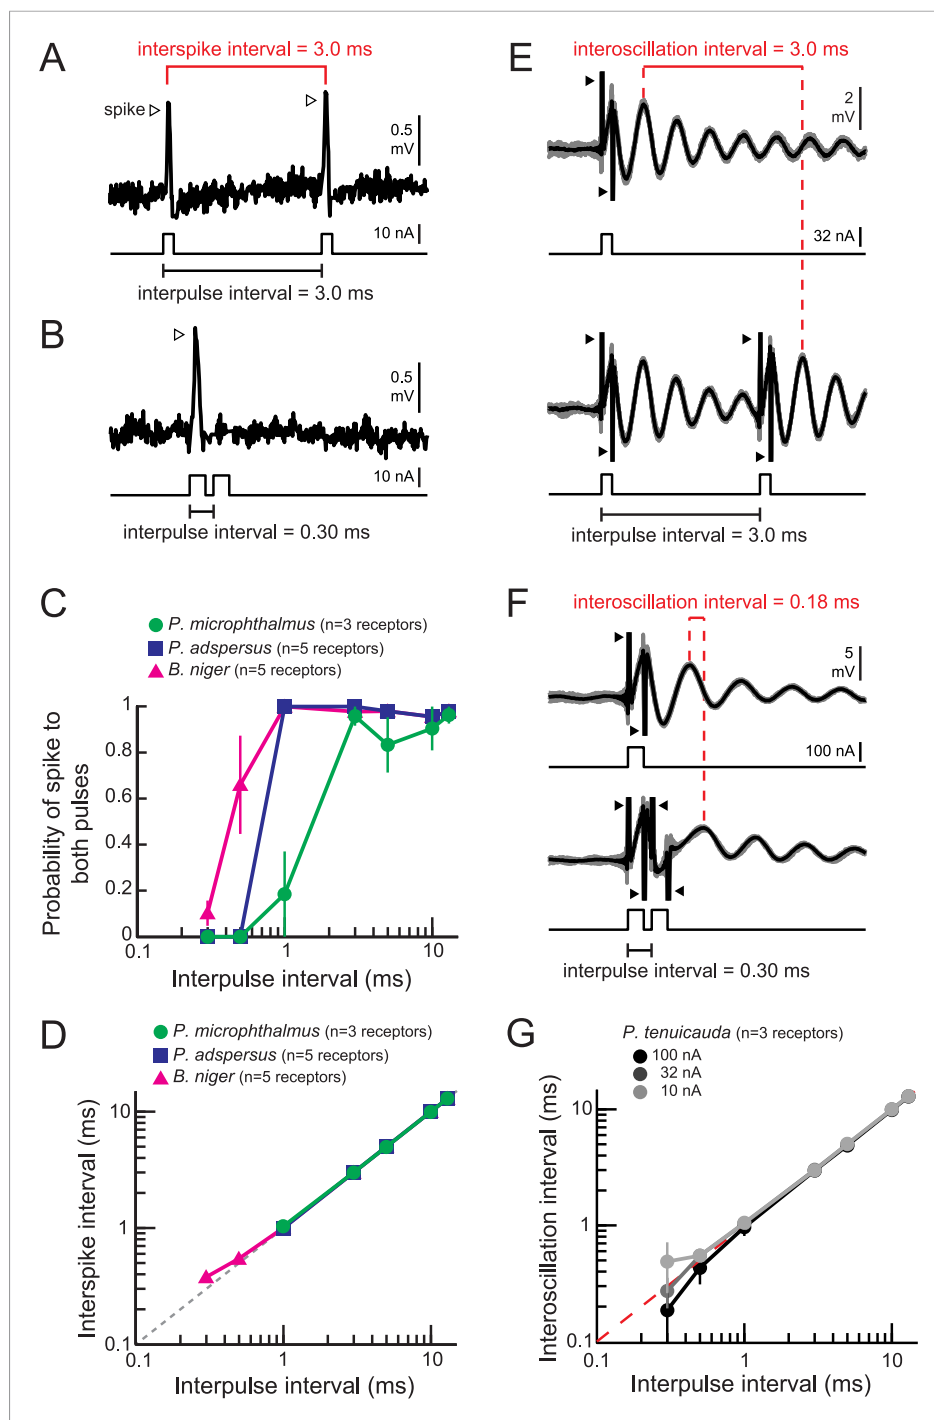 A
interspike interval = 3.0 ms
spike
0.5
mV
10 nA
interpulse interval = 3.0 ms
B
0.5
mV
10 nA
interpulse interval = 0.30 ms
C
P. microphthalmus (n=3 receptors)
P. adspersus (n=5 receptors)
B. niger (n=5 receptors)
Probability of spike to
both pulses
1
0.8
0.6
0.4
0.2
0
0.1
1
10
Interpulse interval (ms)
D
P. microphthalmus (n=3 receptors)
P. adspersus (n=5 receptors)
B. niger (n=5 receptors)
Interspike interval (ms)
10
1
0.1
0.1
1
10
Interpulse interval (ms)
E
interoscillation interval = 3.0 ms
2
mV
32 nA
interpulse interval = 3.0 ms
F
interoscillation interval = 0.18 ms
5
mV
100 nA
interpulse interval = 0.30 ms
G
P. tenuicauda (n=3 receptors)
100 nA
32 nA
10 nA
Interoscillation interval (ms)
10
1
0.1
0.1
1
10
Interpulse interval (ms)